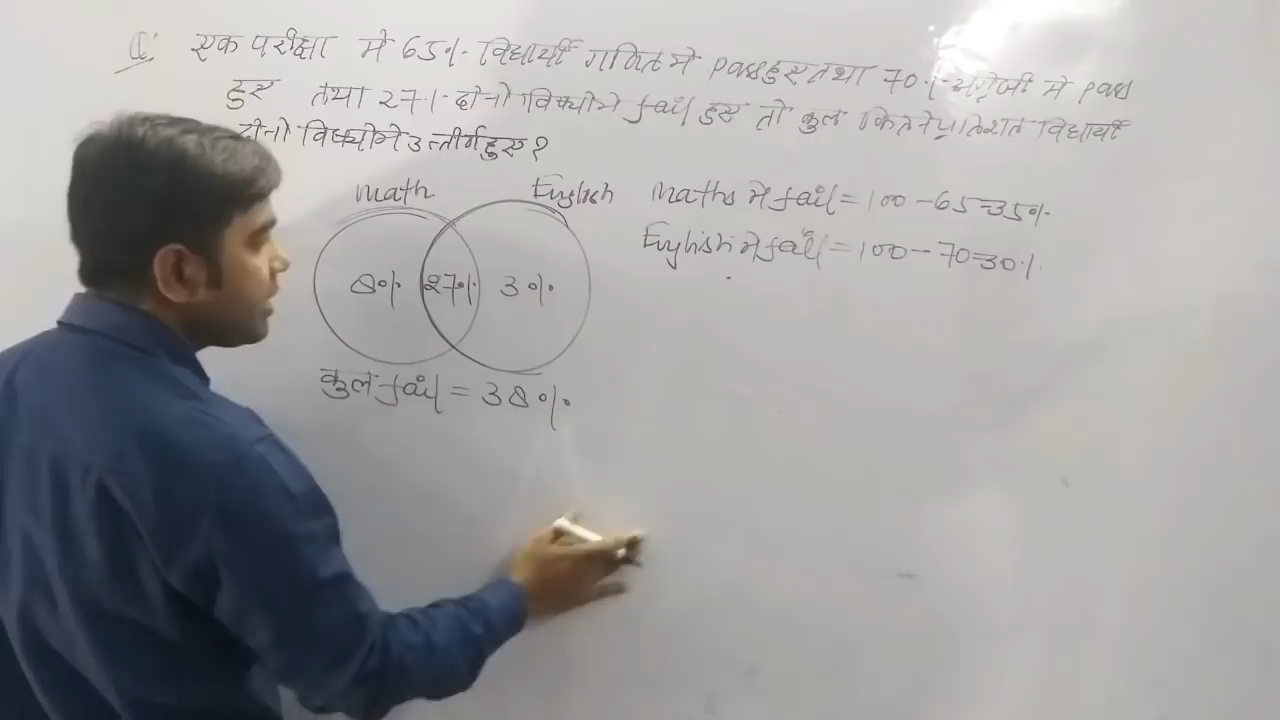 Q. एक परीक्षा मे 65% विद्यार्थी गणित मे pass हुए तथा 70% अंग्रेजी मे pass
हुए तथा 27% दोनो विषयो मे fail हुए तो कुल कितने प्रतिशत विद्यार्थी
दोनो विषयो मे उत्तीर्ण हुए ?
Math English
8% 27% 3%
कुल fail = 38%
Maths मे fail = 100 - 65 = 35%
English मे fail = 100 - 70 = 30%